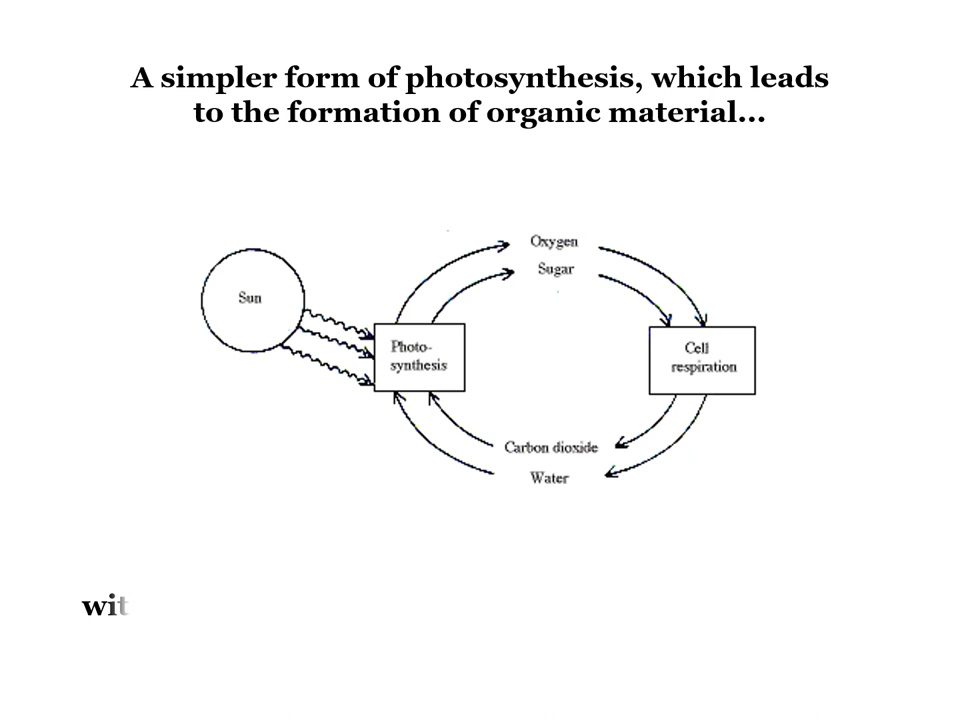 A simpler form of photosynthesis, which leads
to the formation of organic material...
Oxygen
Sugar
Sun
Photo-
synthesis
Cell
respiration
Carbon dioxide
Water
wit